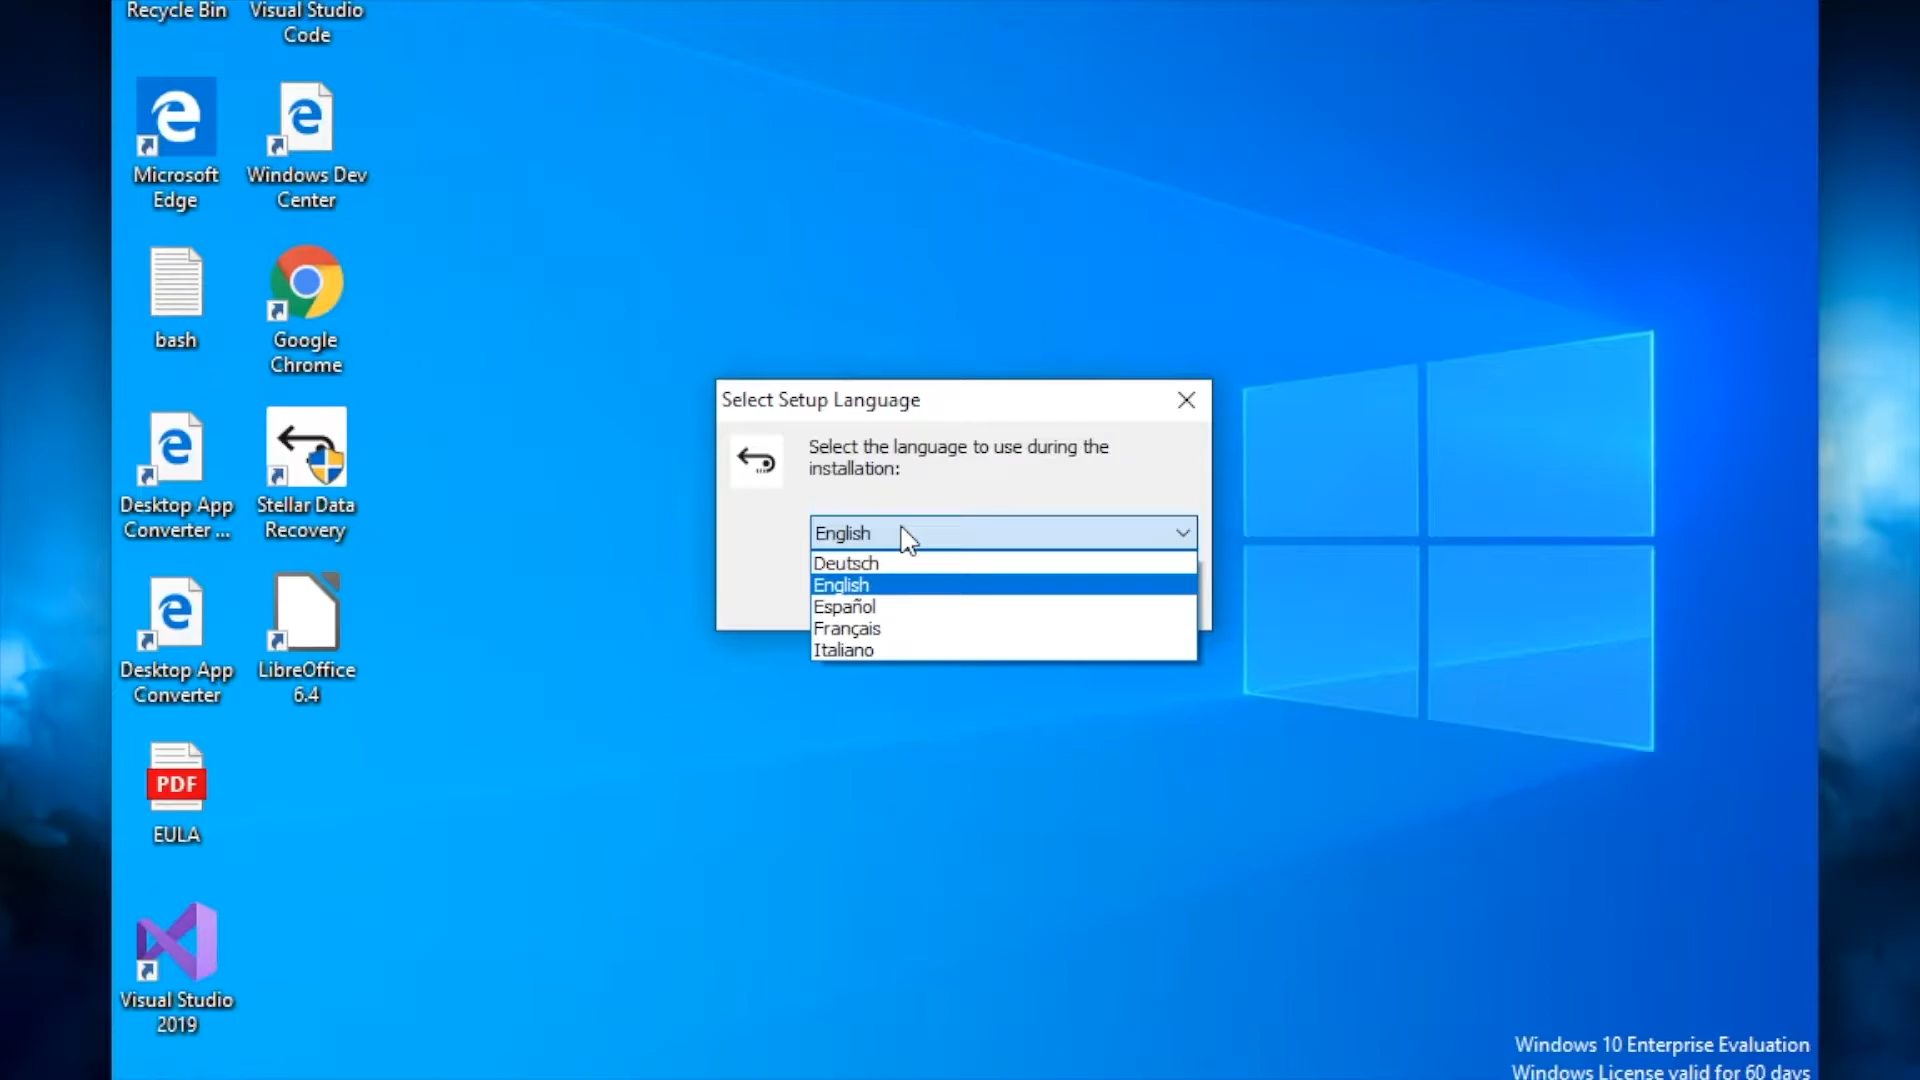 Recycle Bin
Visual Studio
Code
Microsoft
Edge
Windows Dev
Center
bash
Google
Chrome
Desktop App
Converter ...
Stellar Data
Recovery
Desktop App
Converter
LibreOffice
6.4
PDF
EULA
Visual Studio
2019
Select Setup Language
Select the language to use during the
installation:
English
Deutsch
English
Español
Français
Italiano
Windows 10 Enterprise Evaluation
Windows License valid for 60 days